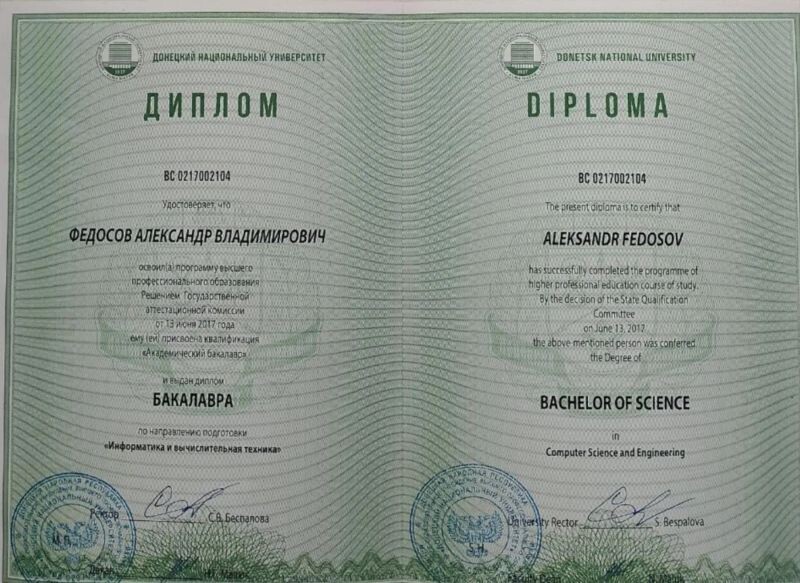 ДОНЕЦКИЙ НАЦИОНАЛЬНЫЙ УНИВЕРСИТЕТ
ДИПЛОМ
ВС 0217002104
Удостоверяет, что
ФЕДОСОВ АЛЕКСАНДР ВЛАДИМИРОВИЧ
освоил(а) программу высшего
профессионального образования
Решением Государственной
аттестационной комиссии
от 13 июня 2017 года
ему (ей) присвоена квалификация
«Академический бакалавр»
и выдан диплом
БАКАЛАВРА
по направлению подготовки
«Информатика и вычислительная техника»
Ректор С.В. Беспалова
М.П.
Декан
DONETSK NATIONAL UNIVERSITY
DIPLOMA
BC 0217002104
The present diploma is to certify that
ALEKSANDR FEDOSOV
has successfully completed the programme of
higher professional education course of study.
By the decision of the State Qualification
Committee
on June 13, 2017
the above mentioned person was conferred
the Degree of
BACHELOR OF SCIENCE
in
Computer Science and Engineering
University Rector S. Bespalova
Faculty Dean